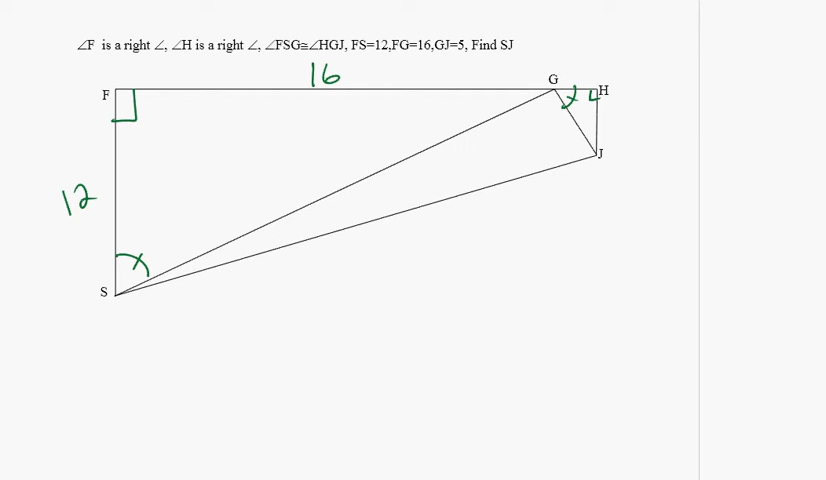 ∠F is a right ∠, ∠H is a right ∠, ∠FSG≅∠HGJ, FS=12,FG=16,GJ=5, Find SJ
16
G
F
H
x
J
12
x
S